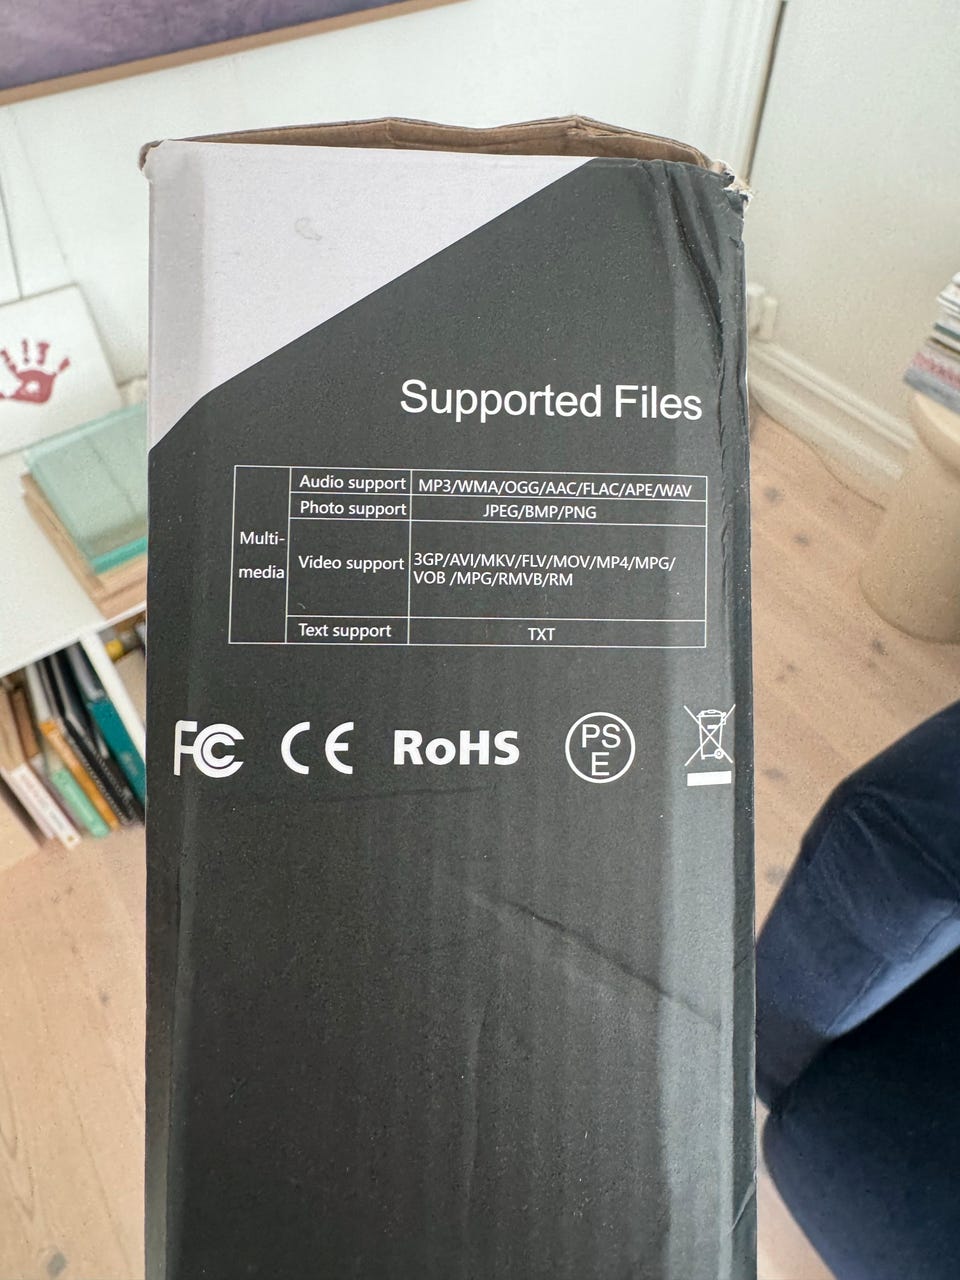 Supported Files
Multi-
media
Audio support MP3/WMA/OGG/AAC/FLAC/APE/WAV
Photo support JPEG/BMP/PNG
Video support 3GP/AVI/MKV/FLV/MOV/MP4/MPG/
VOB /MPG/RMVB/RM
Text support TXT
FC CE RoHS PS
E